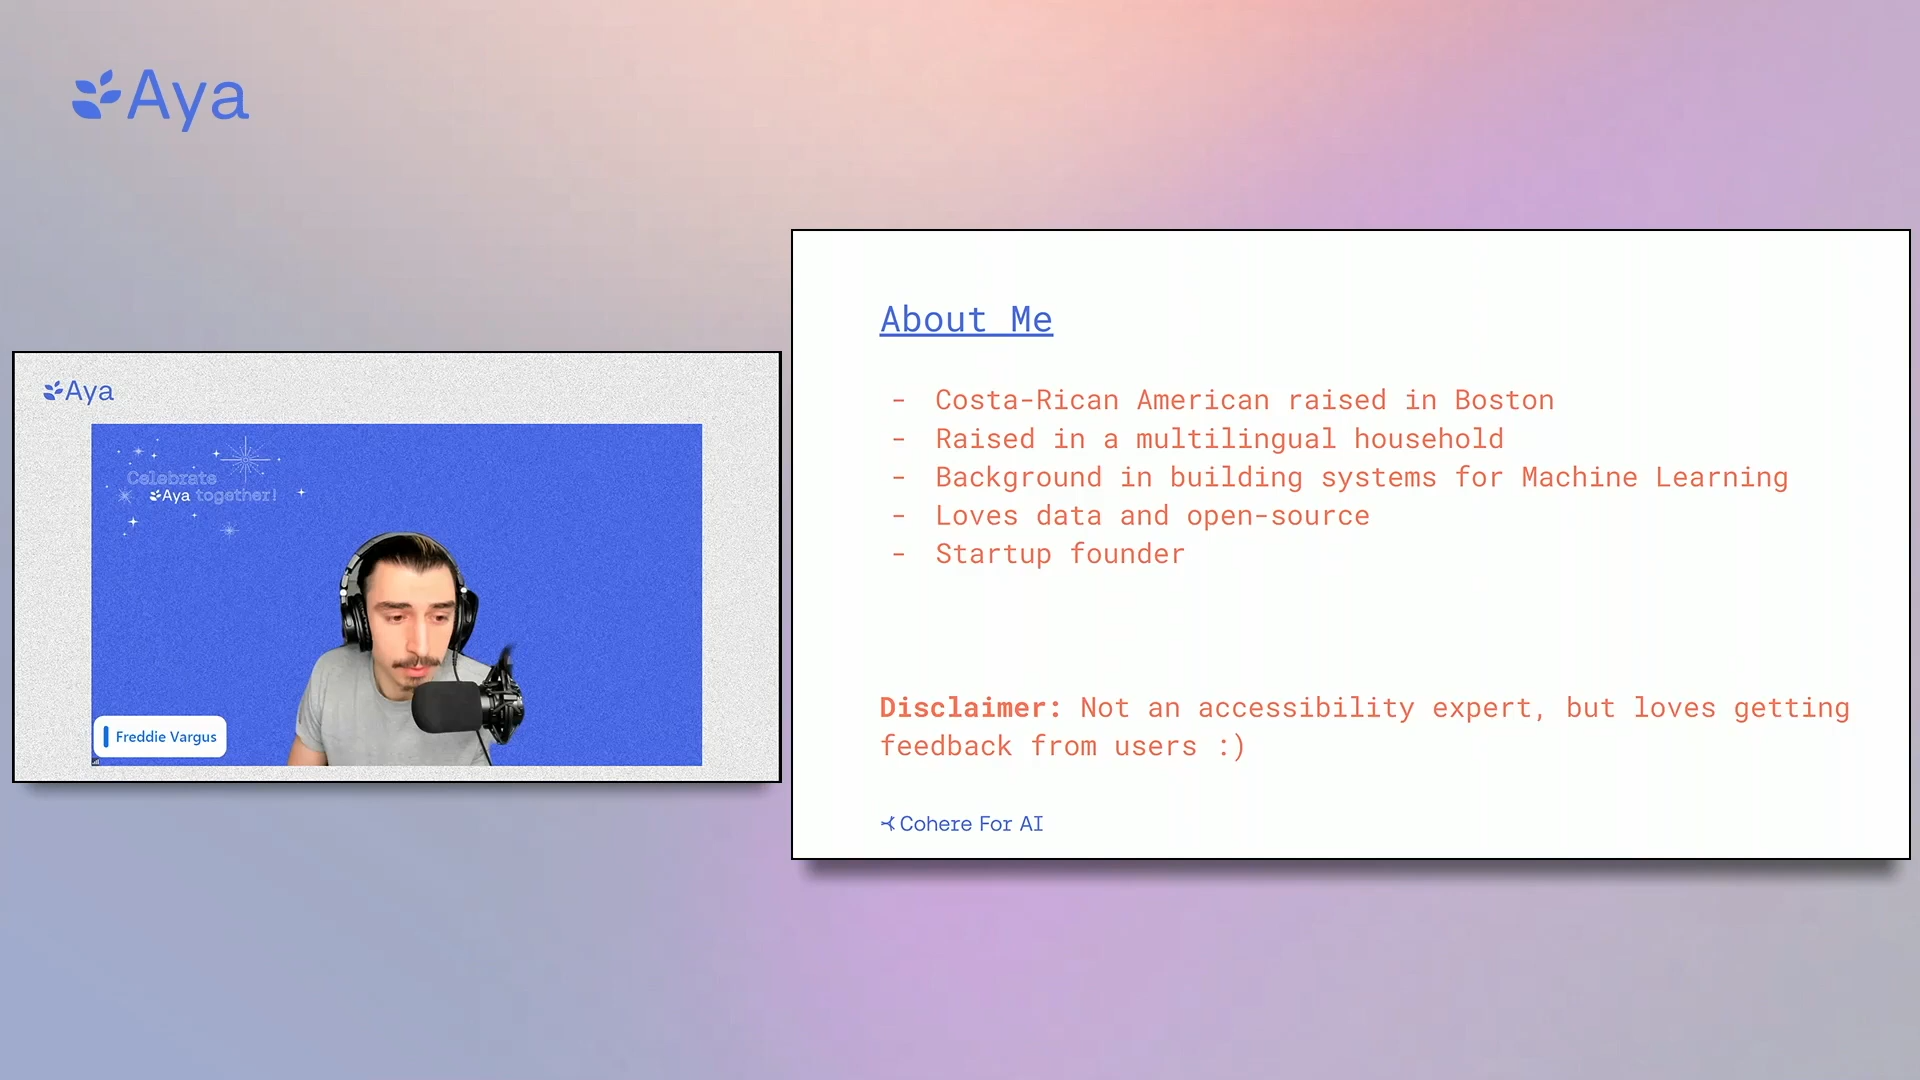 Aya
Aya
Celebrate
Aya together!
Freddie Vargus
About Me
- Costa-Rican American raised in Boston
- Raised in a multilingual household
- Background in building systems for Machine Learning
- Loves data and open-source
- Startup founder
Disclaimer: Not an accessibility expert, but loves getting
feedback from users :)
Cohere For AI